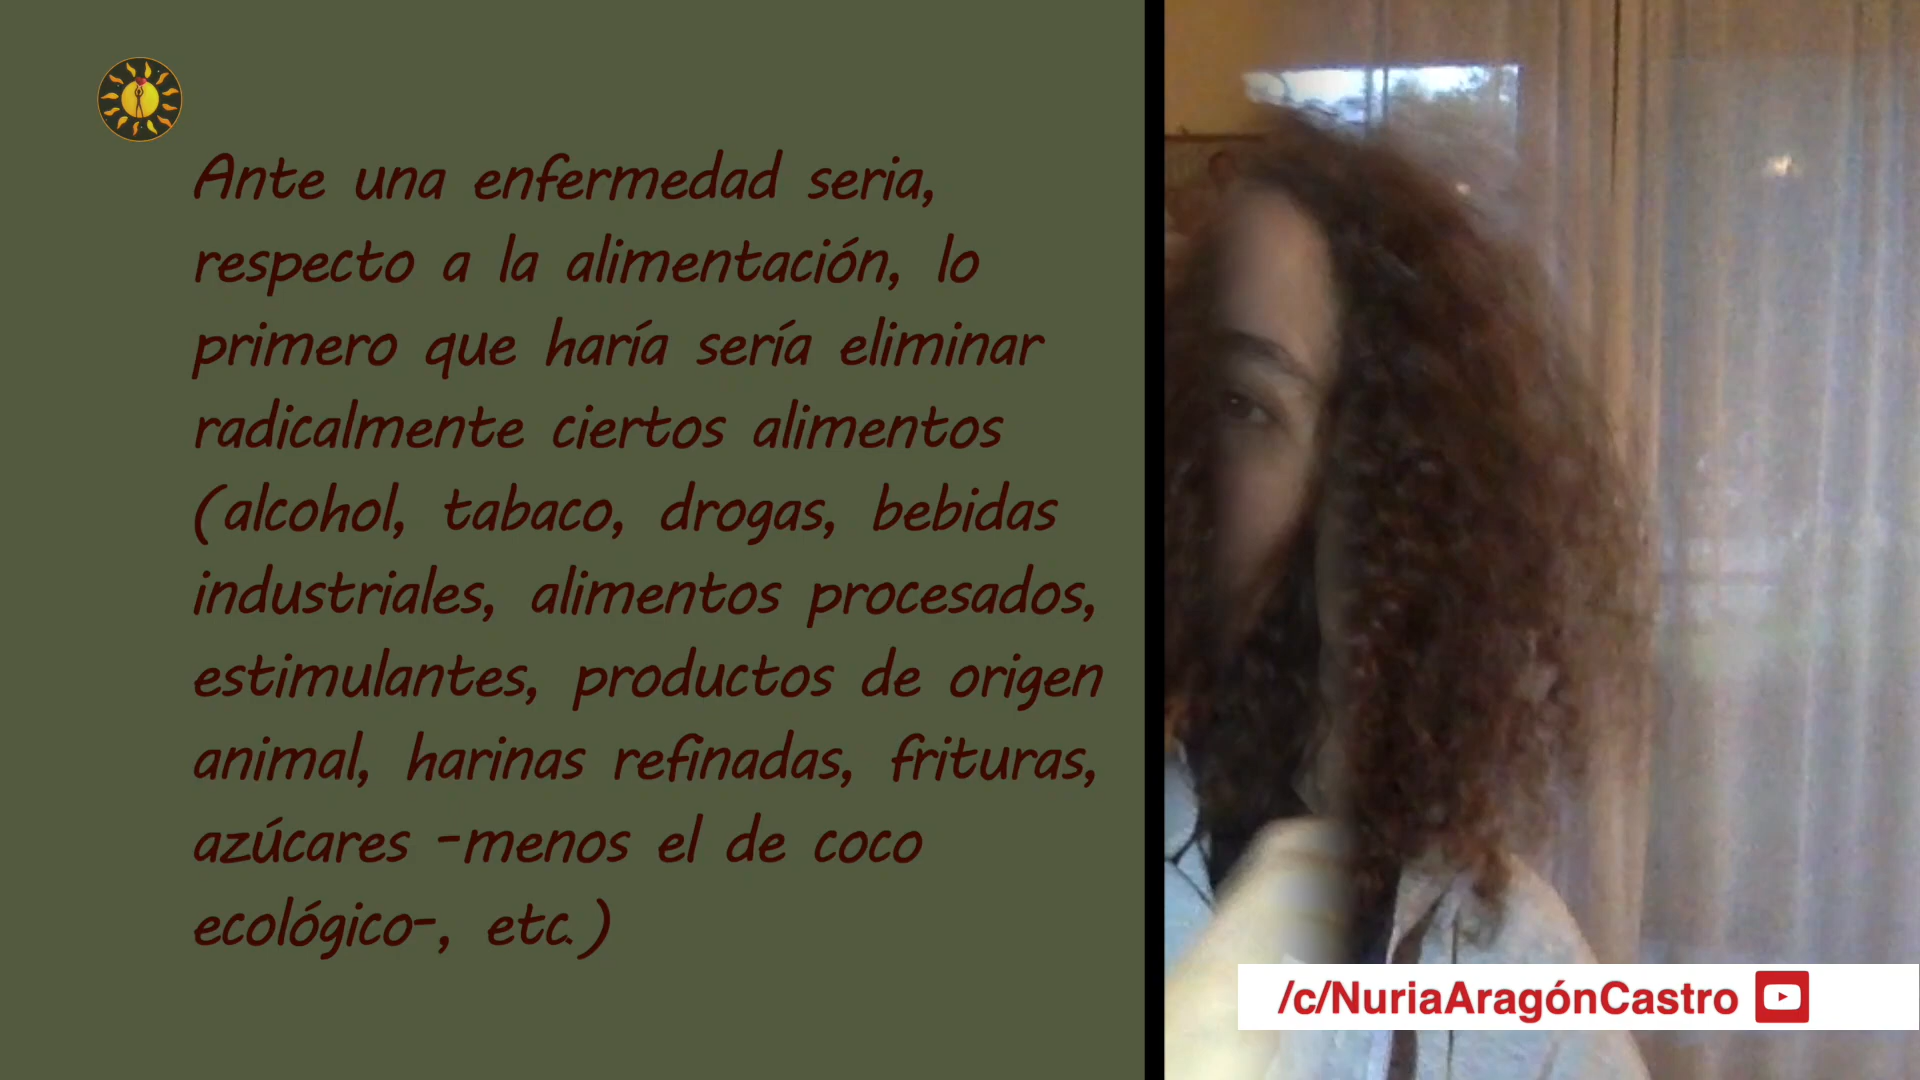 Ante una enfermedad seria,
respecto a la alimentación, lo
primero que haría sería eliminar
radicalmente ciertos alimentos
(alcohol, tabaco, drogas, bebidas
industriales, alimentos procesados,
estimulantes, productos de origen
animal, harinas refinadas, frituras,
azúcares -menos el de coco
ecológico-, etc.)
/c/NuriaAragónCastro